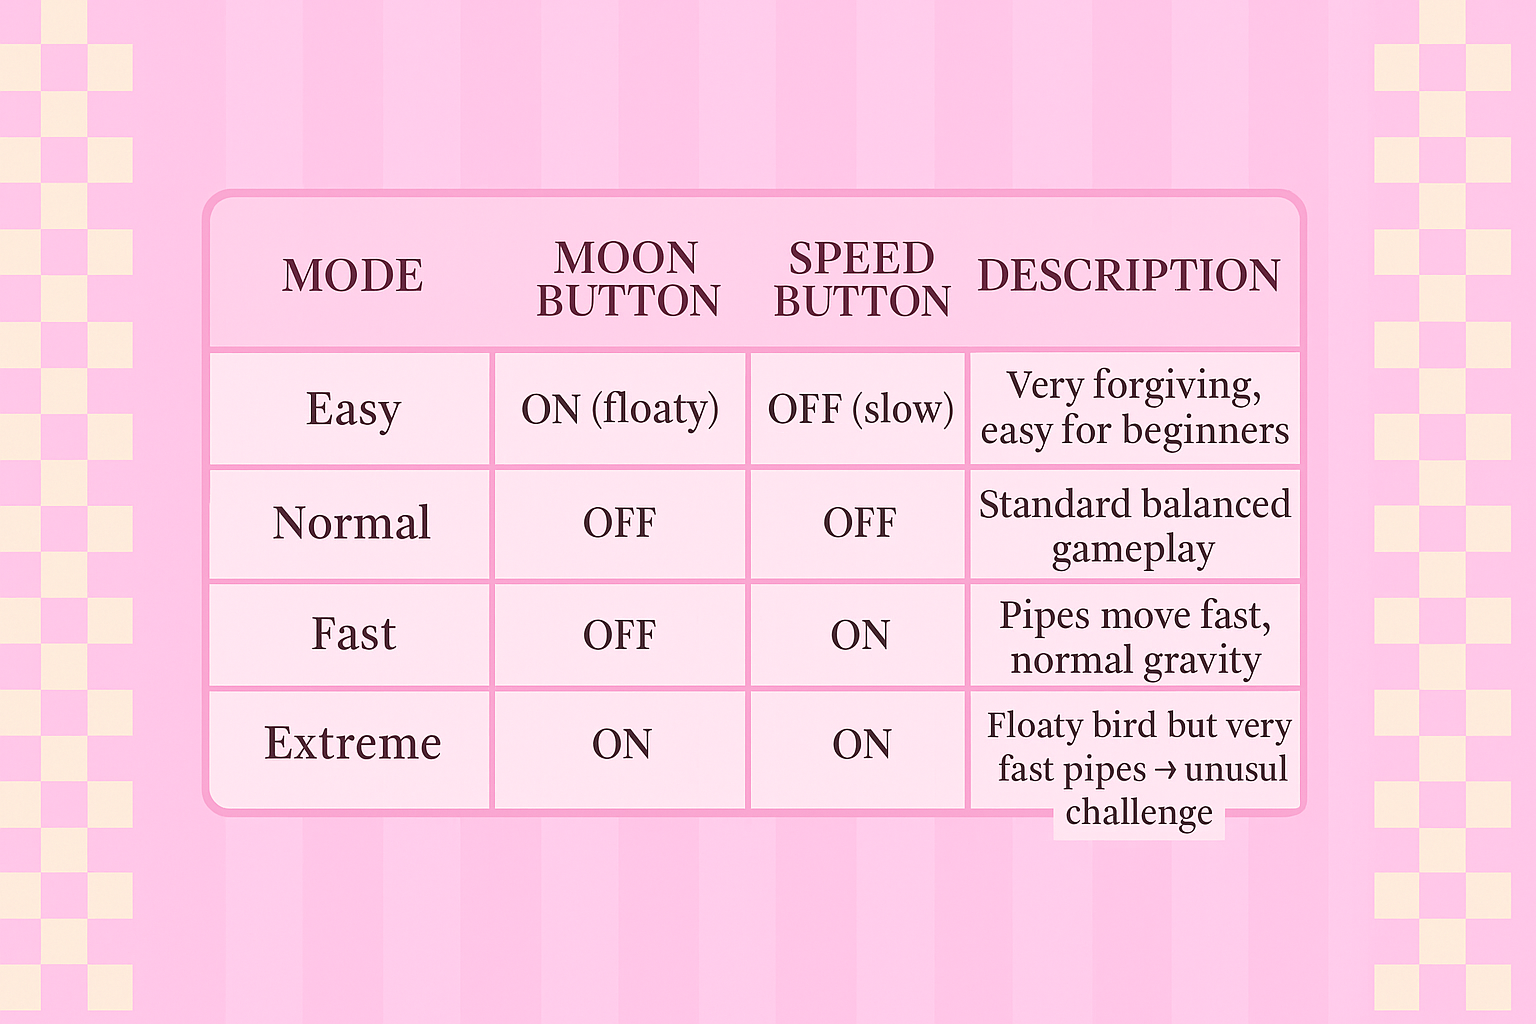 MODE MOON BUTTON SPEED BUTTON DESCRIPTION
Easy ON (floaty) OFF (slow) Very forgiving,
easy for beginners
Normal OFF OFF Standard balanced
gameplay
Fast OFF ON Pipes move fast,
normal gravity
Extreme ON ON Floaty bird but very
fast pipes → unusul
challenge